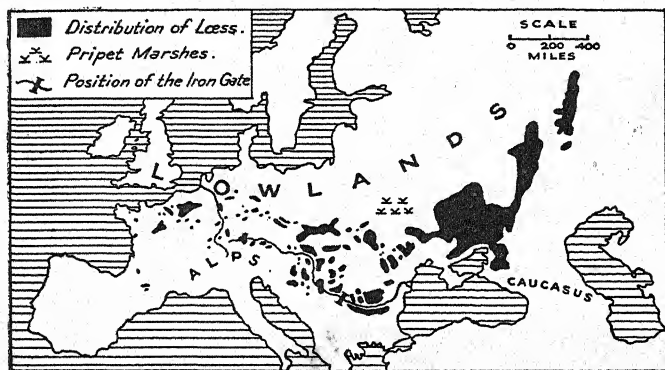 Distribution of Lœss.
Pripet Marshes.
Position of the Iron Gate
SCALE
0 200 400
MILES
LOWLANDS
ALPS
CAUCASUS